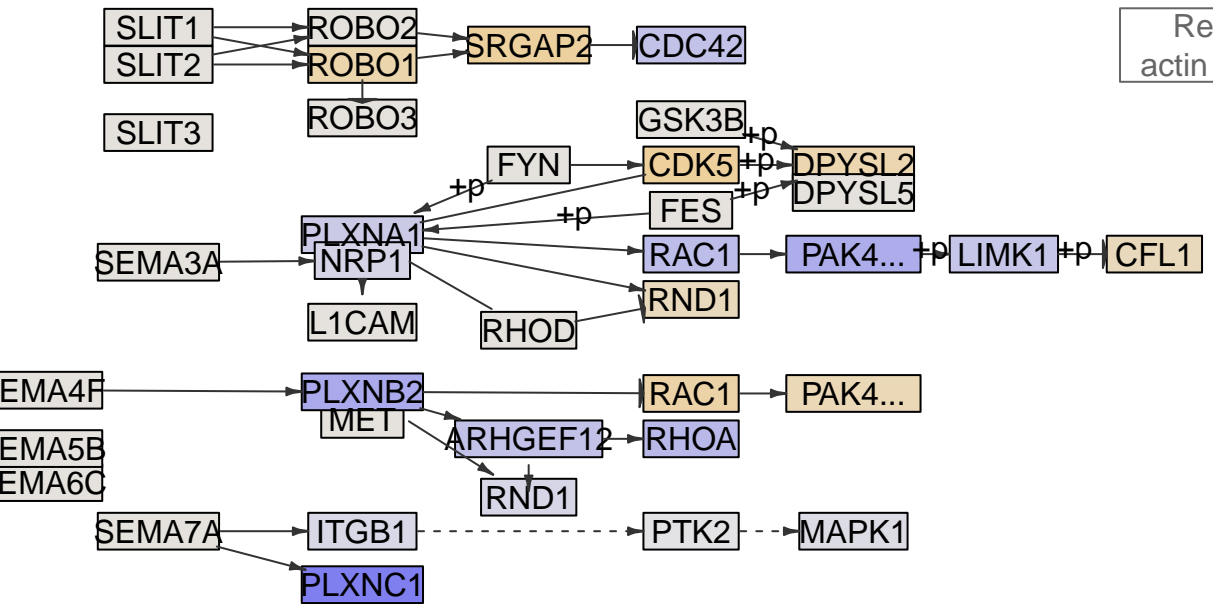 SLIT1
ROBO2
SRGAP2
CDC42
Re
actin
SLIT2
ROBO1
SLIT3
ROBO3
GSK3B
+p
FYN
CDK5
+p
DPYSL2
+p
FES
+p
DPYSL5
+p
PLXNA1
SEMA3A
NRP1
RAC1
PAK4...
+p
LIMK1
+p
CFL1
RND1
L1CAM
RHOD
EMA4F
PLXNB2
RAC1
PAK4...
MET
EMA5B
ARHGEF12
RHOA
EMA6C
RND1
SEMA7A
ITGB1
PTK2
MAPK1
PLXNC1